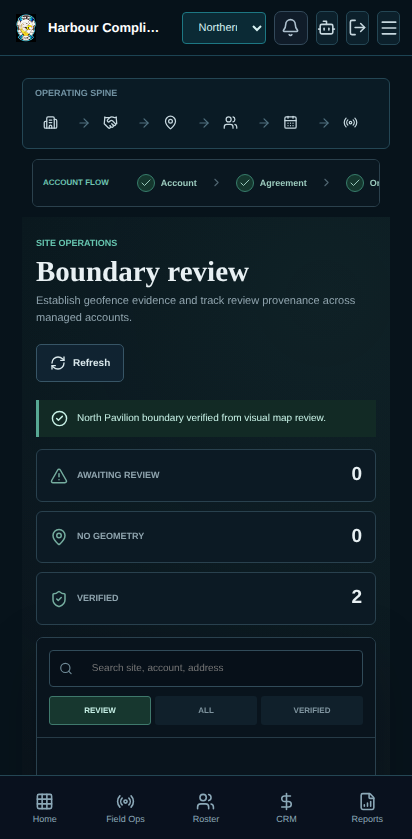 Harbour Compli...
Northern
OPERATING SPINE
ACCOUNT FLOW
Account
Agreement
SITE OPERATIONS
Boundary review
Establish geofence evidence and track review provenance across
managed accounts.
Refresh
North Pavilion boundary verified from visual map review.
AWAITING REVIEW
0
NO GEOMETRY
0
VERIFIED
2
Search site, account, address
REVIEW
ALL
VERIFIED
Home
Field Ops
Roster
CRM
Reports